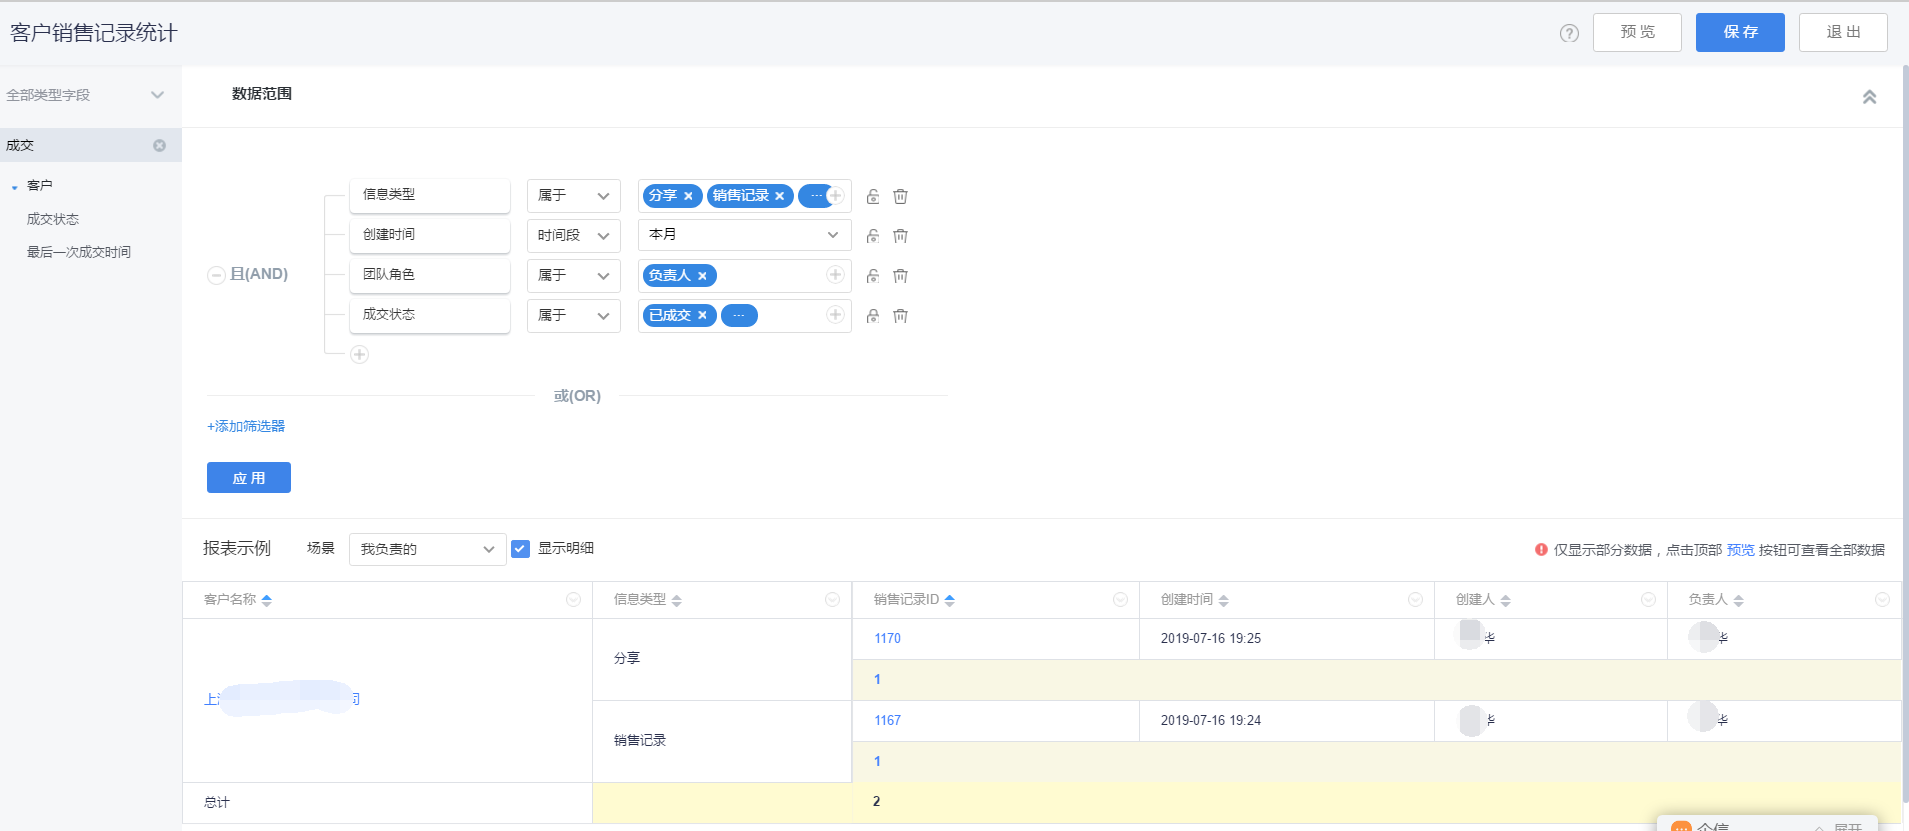 客户销售记录统计
? 预 览 保 存 退 出
全部类型字段
成交
客户
成交状态
最后一次成交时间
数据范围
信息类型 属于 分享 × 销售记录 × ...
创建时间 时间段 本月
且(AND)
团队角色 属于 负责人 ×
成交状态 属于 已成交 × ...
或(OR)
+添加筛选器
应 用
报表示例 场景 我负责的 显示明细 仅显示部分数据，点击顶部 预览 按钮可查看全部数据
客户名称 信息类型 销售记录ID 创建时间 创建人 负责人
分享 1170 2019-07-16 19:25 华 华
1
上 司
销售记录 1167 2019-07-16 19:24 华 华
1
总计 2
企信 展开